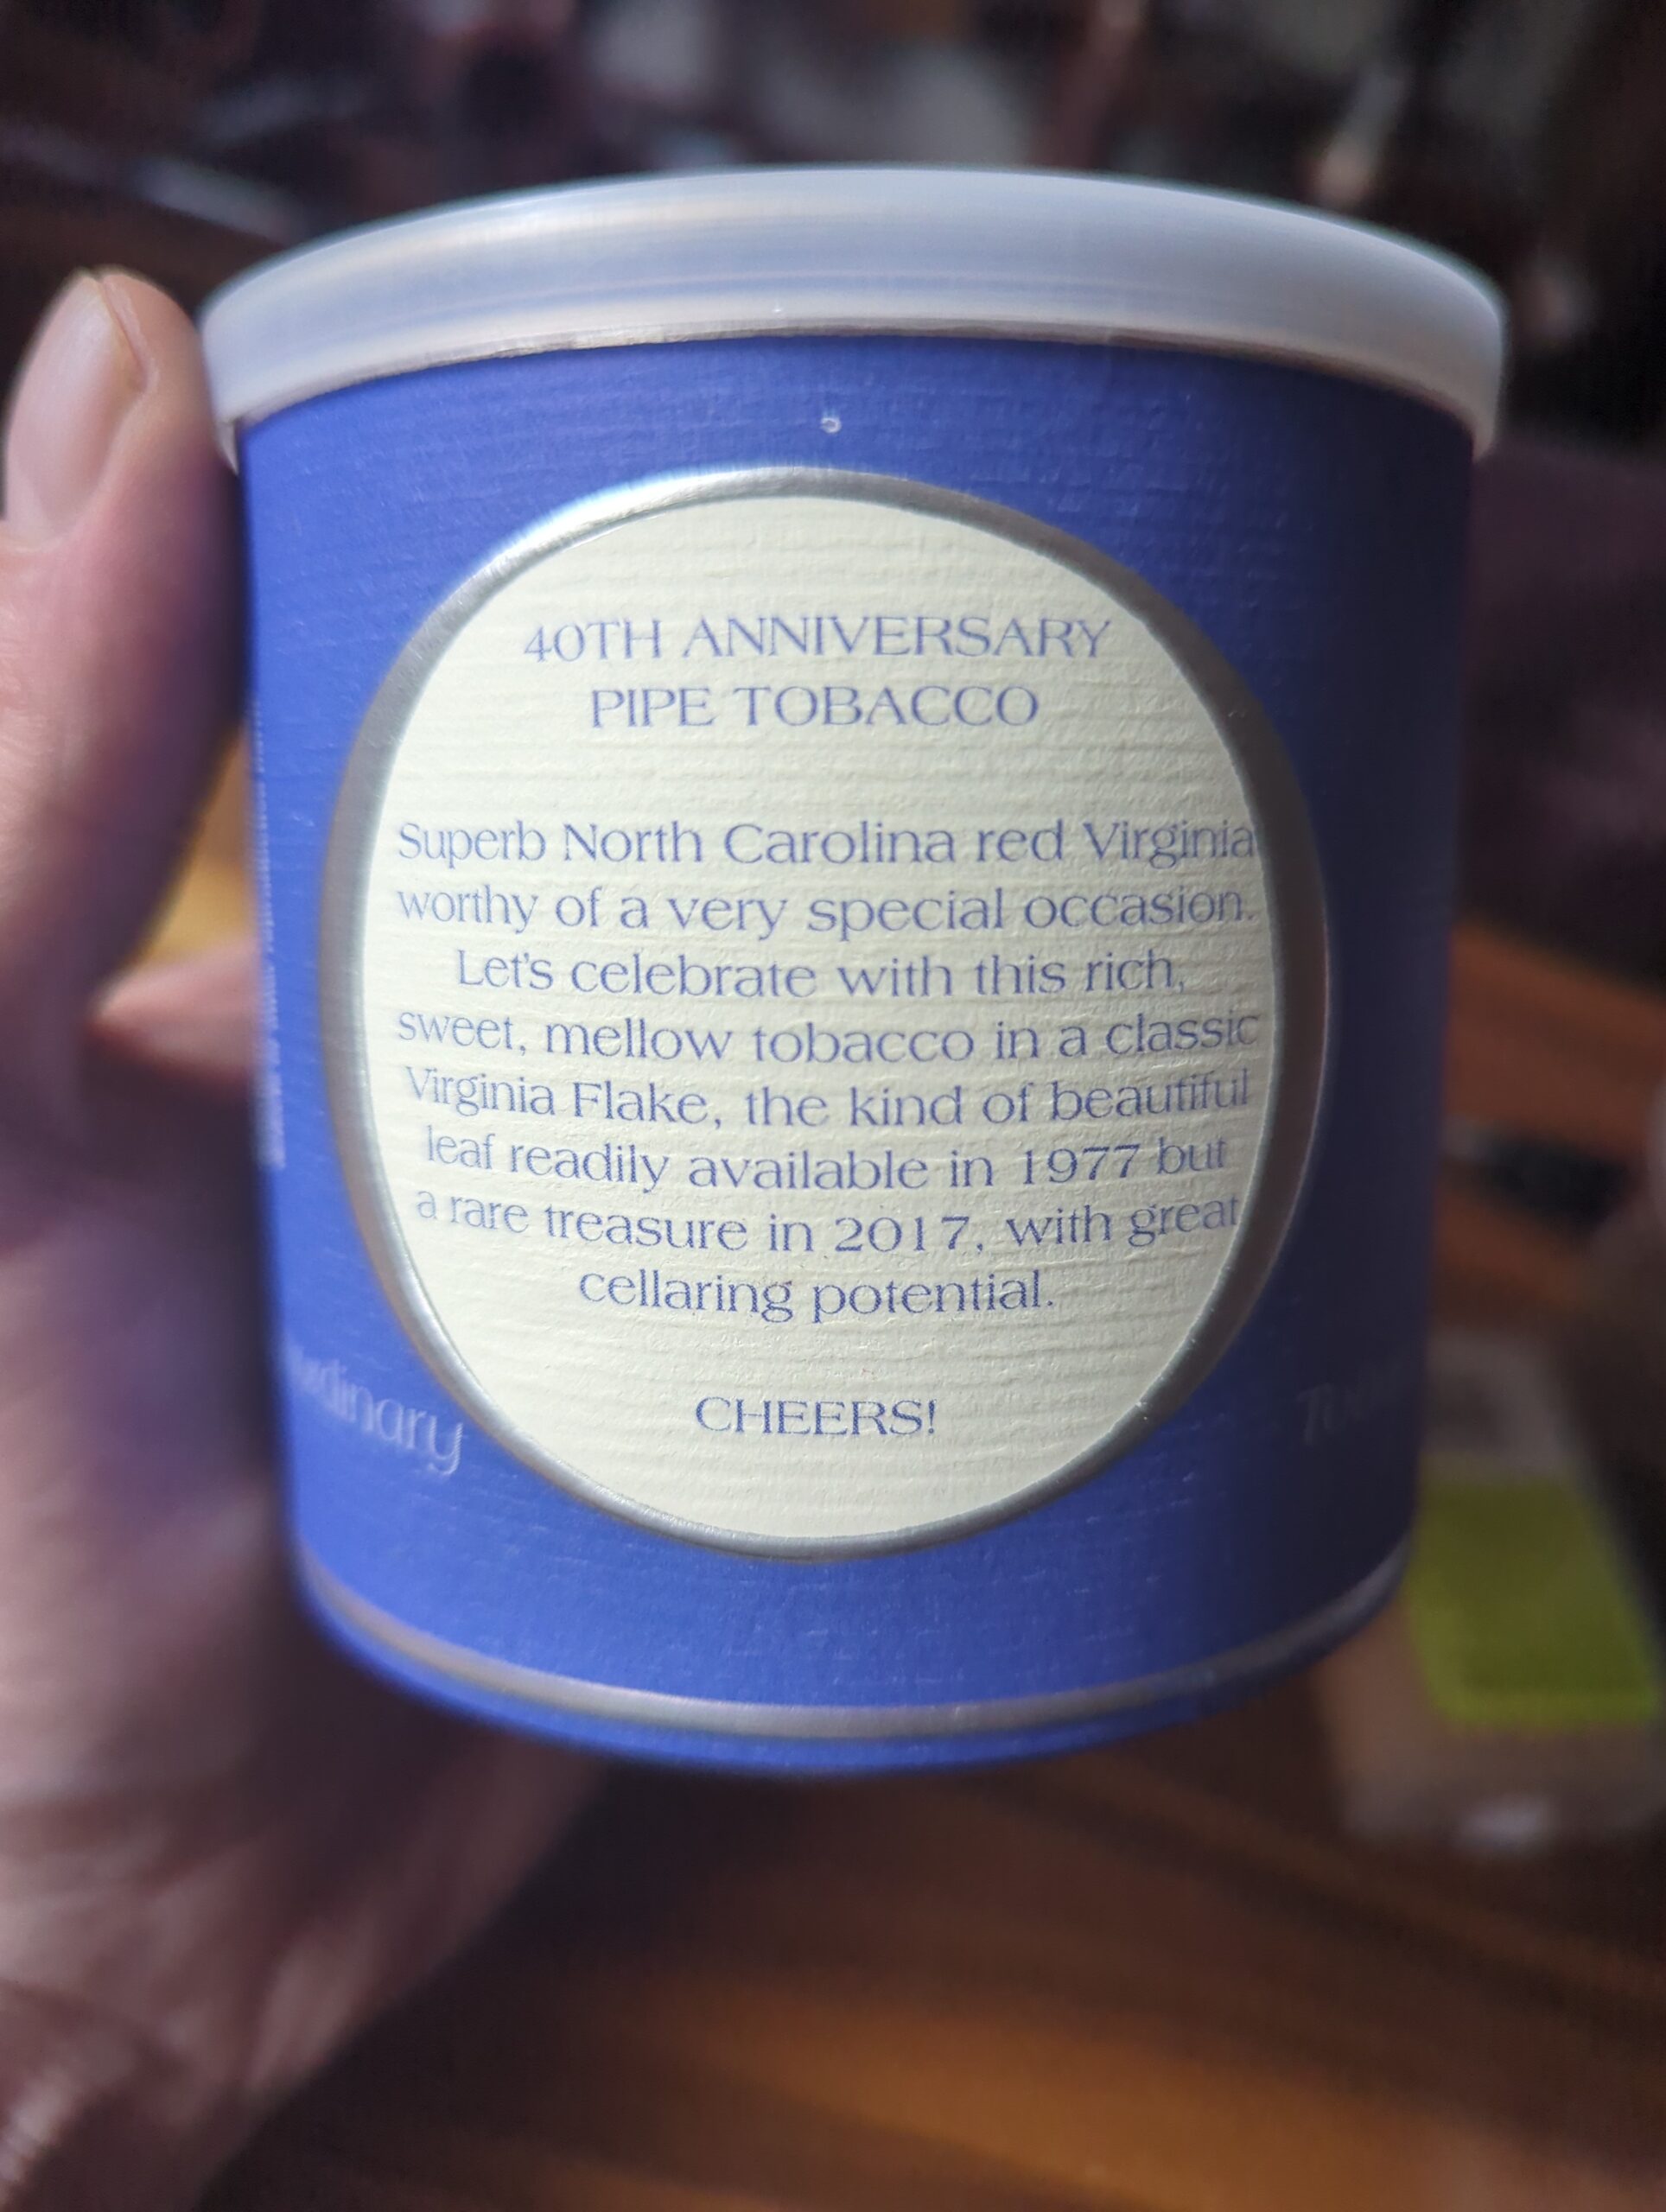 40TH ANNIVERSARY
PIPE TOBACCO
Superb North Carolina red Virginia
worthy of a very special occasion.
Let's celebrate with this rich,
sweet, mellow tobacco in a classic
Virginia Flake, the kind of beautiful
leaf readily available in 1977 but
a rare treasure in 2017, with great
cellaring potential.
CHEERS!